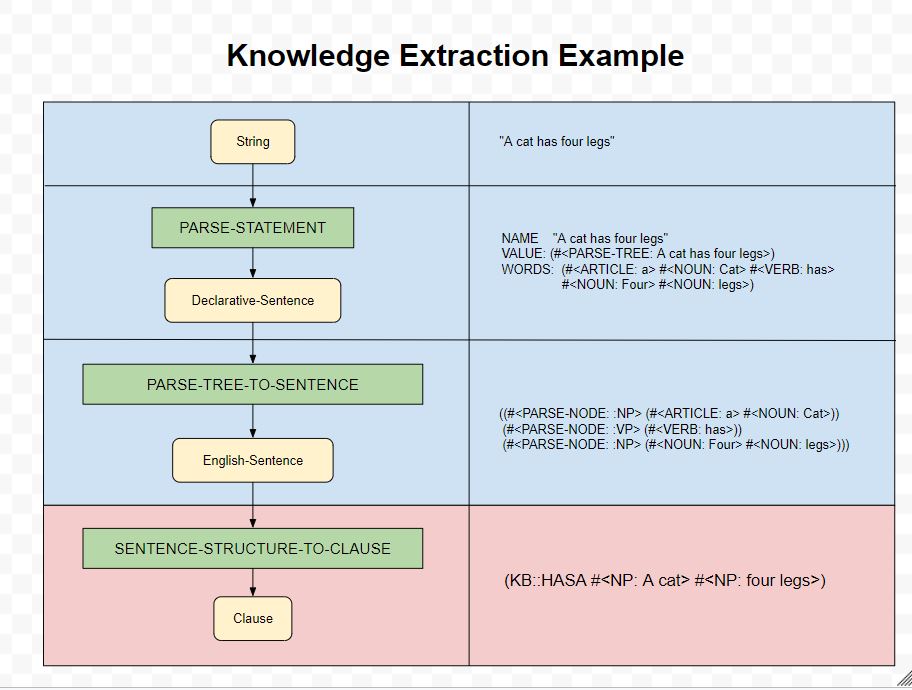 Knowledge Extraction Example
String
"A cat has four legs"
PARSE-STATEMENT
Declarative-Sentence
NAME "A cat has four legs"
VALUE: (#<PARSE-TREE: A cat has four legs>)
WORDS: (#<ARTICLE: a> #<NOUN: Cat> #<VERB: has>
#<NOUN: Four> #<NOUN: legs>)
PARSE-TREE-TO-SENTENCE
English-Sentence
((#<PARSE-NODE: :NP> (#<ARTICLE: a> #<NOUN: Cat>))
(#<PARSE-NODE: :VP> (#<VERB: has>))
(#<PARSE-NODE: :NP> (#<NOUN: Four> #<NOUN: legs>)))
SENTENCE-STRUCTURE-TO-CLAUSE
Clause
(KB::HASA #<NP: A cat> #<NP: four legs>)